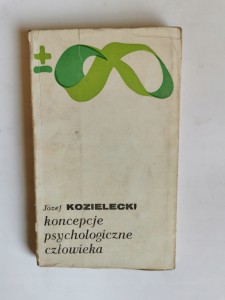 ±
Józef KOZIELECKI
koncepcje
psychologiczne
człowieka